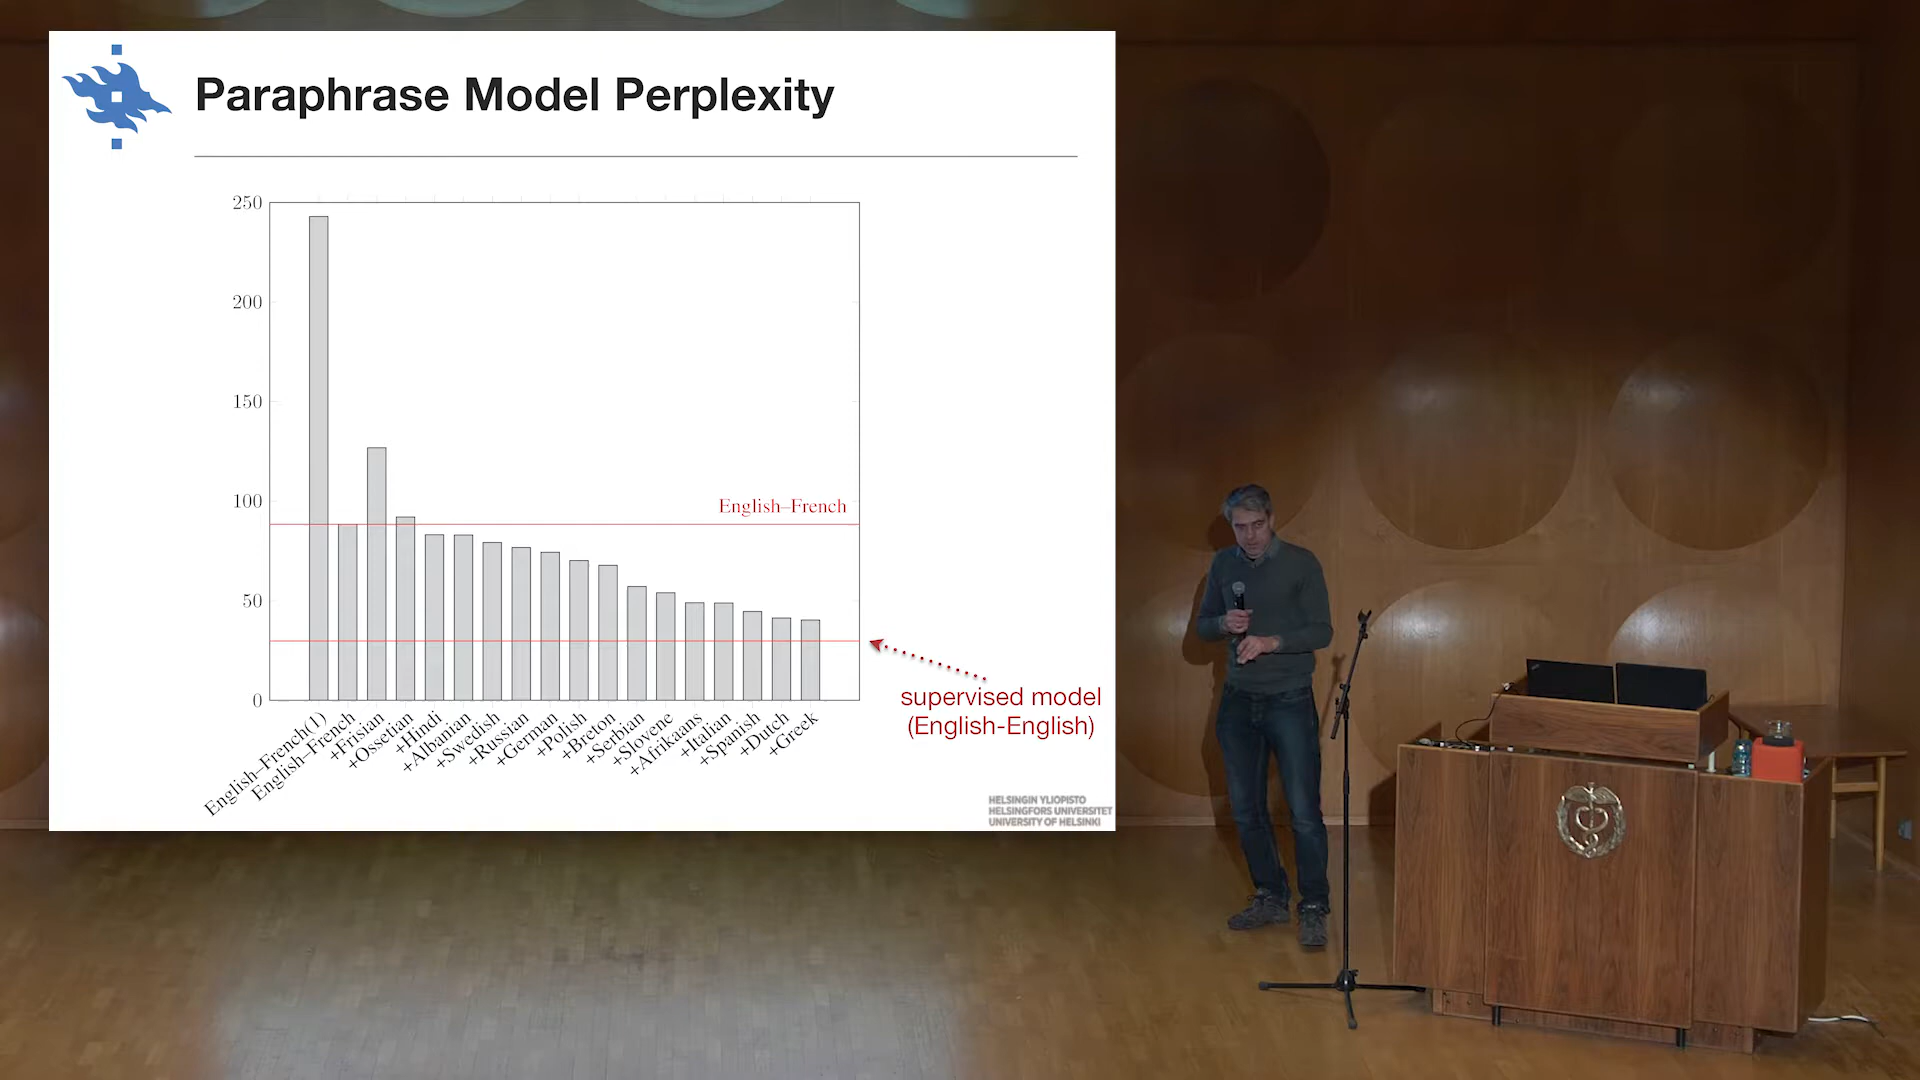 Paraphrase Model Perplexity
250
200
150
100
50
0
English–French
English–French(1)
English–French
+Frisian
+Ossetian
+Hindi
+Albanian
+Swedish
+Russian
+German
+Polish
+Breton
+Serbian
+Slovene
+Afrikaans
+Italian
+Spanish
+Dutch
+Greek
supervised model
(English-English)
HELSINGIN YLIOPISTO
HELSINGFORS UNIVERSITET
UNIVERSITY OF HELSINKI